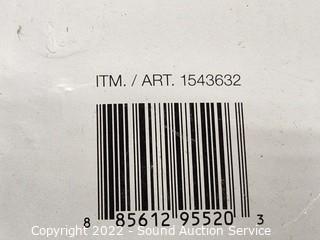 ITM. / ART. 1543632
8 85612 95520 3
Copyright 2022 - Sound Auction Service